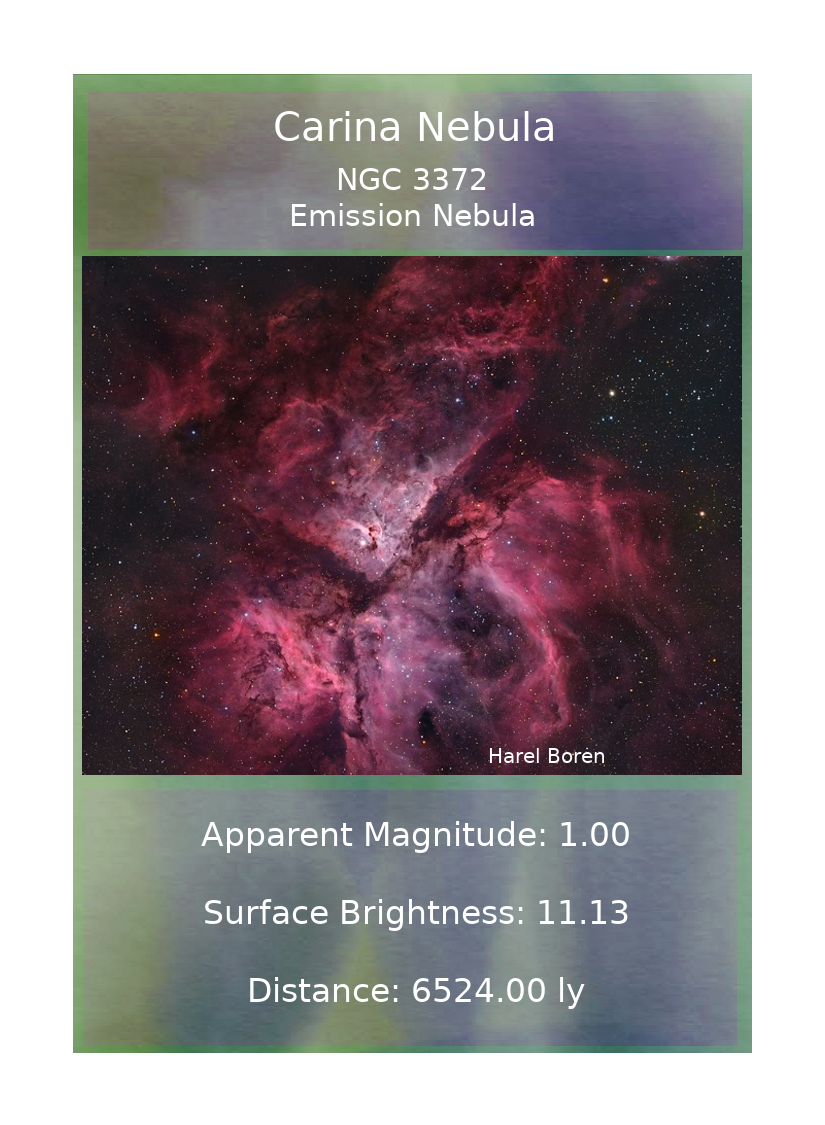 Carina Nebula
NGC 3372
Emission Nebula
Harel Boren
Apparent Magnitude: 1.00
Surface Brightness: 11.13
Distance: 6524.00 ly